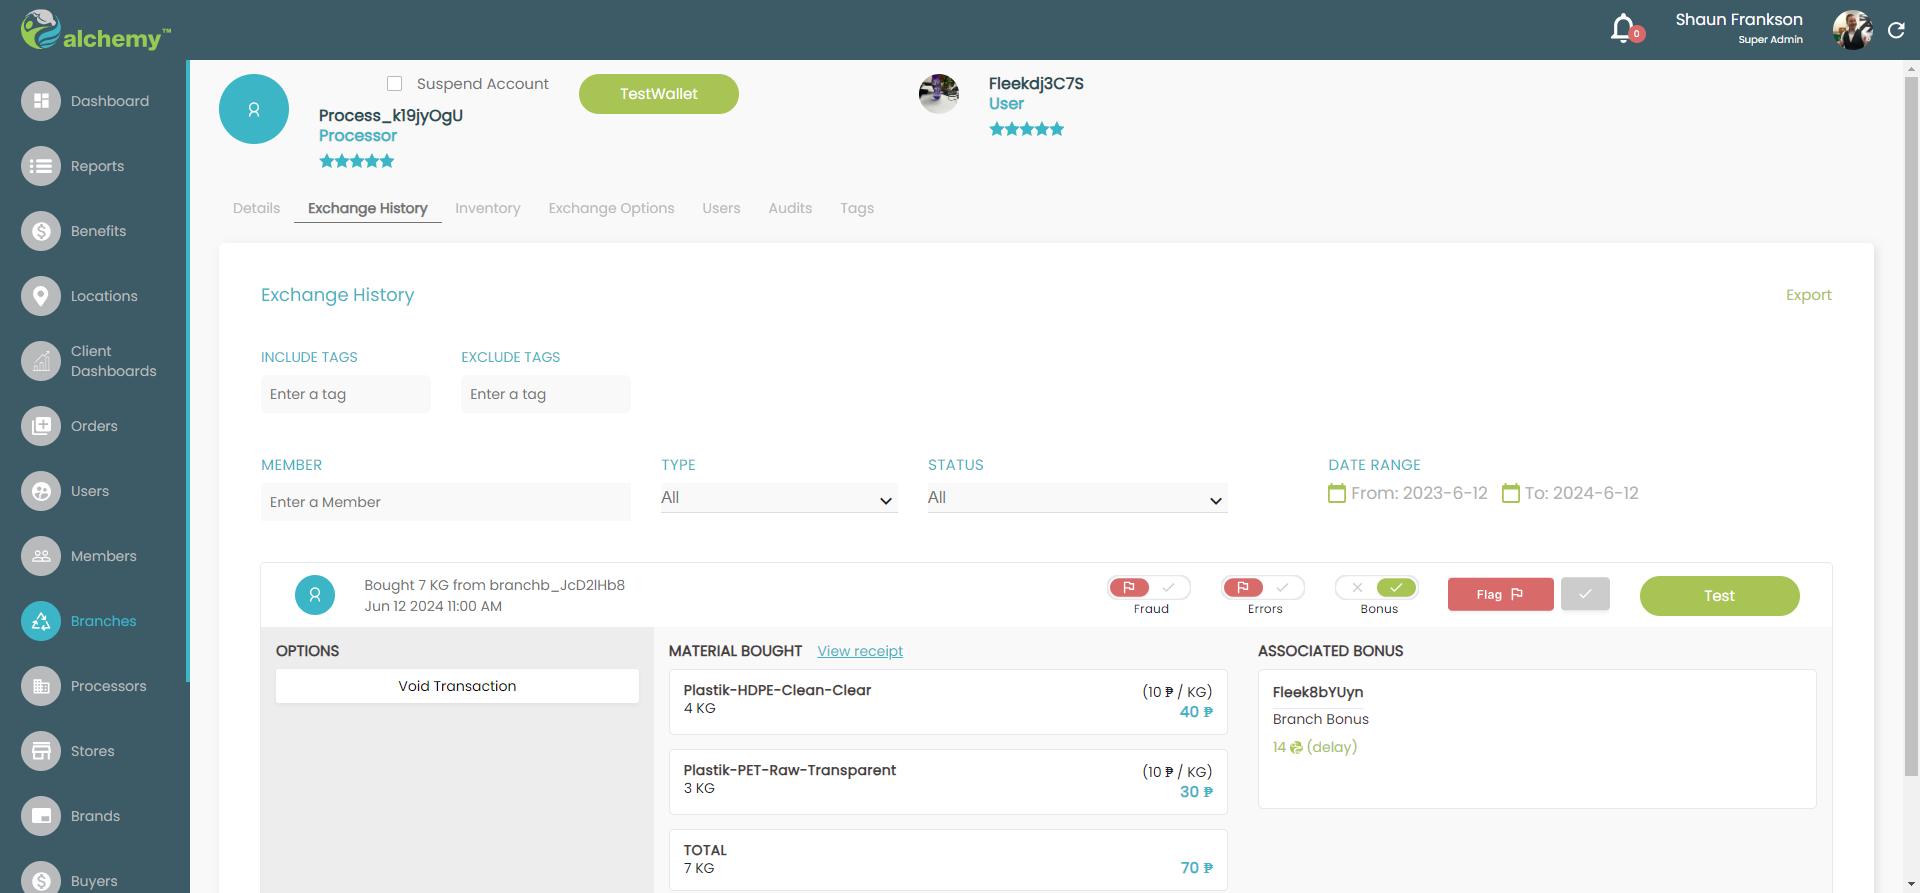 alchemy™
0
Shaun Frankson
Super Admin
Dashboard
Reports
Benefits
Locations
Client
Dashboards
Orders
Users
Members
Branches
Processors
Stores
Brands
Buyers
Suspend Account
TestWallet
Process_k19jyOgU
Processor
Fleekdj3C7S
User
Details
Exchange History
Inventory
Exchange Options
Users
Audits
Tags
Exchange History
Export
INCLUDE TAGS
EXCLUDE TAGS
Enter a tag
Enter a tag
MEMBER
TYPE
STATUS
DATE RANGE
Enter a Member
All
All
From: 2023-6-12
To: 2024-6-12
Bought 7 KG from branchb_JcD2lHb8
Jun 12 2024 11:00 AM
Fraud
Errors
Bonus
Flag
Test
OPTIONS
Void Transaction
MATERIAL BOUGHT
View receipt
Plastik-HDPE-Clean-Clear
4 KG
(10 ₱ / KG)
40 ₱
Plastik-PET-Raw-Transparent
3 KG
(10 ₱ / KG)
30 ₱
TOTAL
7 KG
70 ₱
ASSOCIATED BONUS
Fleek8bYUyn
Branch Bonus
14 (delay)